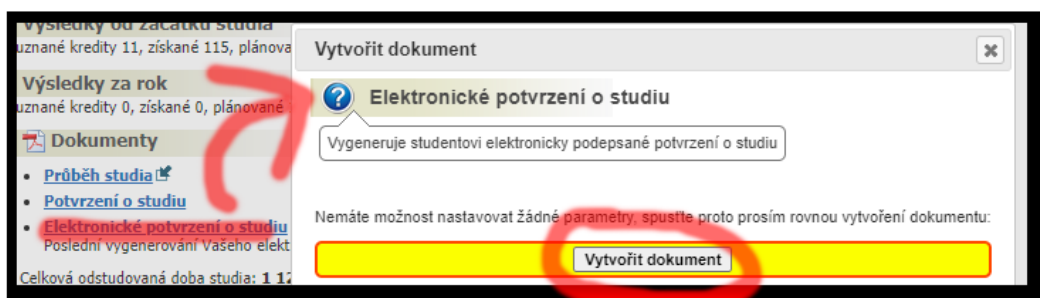 Výsledky od začátku studia
uznané kredity 11, získané 115, plánova
Výsledky za rok
uznané kredity 0, získané 0, plánované
Dokumenty
Průběh studia
Potvrzení o studiu
Elektronické potvrzení o studiu
Poslední vygenerování Vašeho elekt
Celková odstudovaná doba studia: 1 12
Vytvořit dokument
Elektronické potvrzení o studiu
Vygeneruje studentovi elektronicky podepsané potvrzení o studiu
Nemáte možnost nastavovat žádné parametry, spusťte proto prosím rovnou vytvoření dokumentu:
Vytvořit dokument